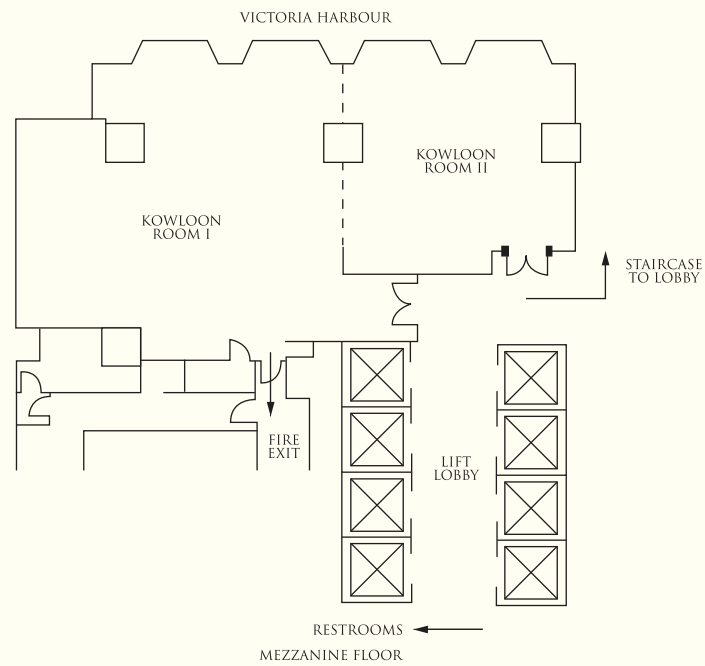 VICTORIA HARBOUR
KOWLOON
ROOM II
KOWLOON
ROOM I
STAIRCASE
TO LOBBY
FIRE
EXIT
LIFT
LOBBY
RESTROOMS
MEZZANINE FLOOR